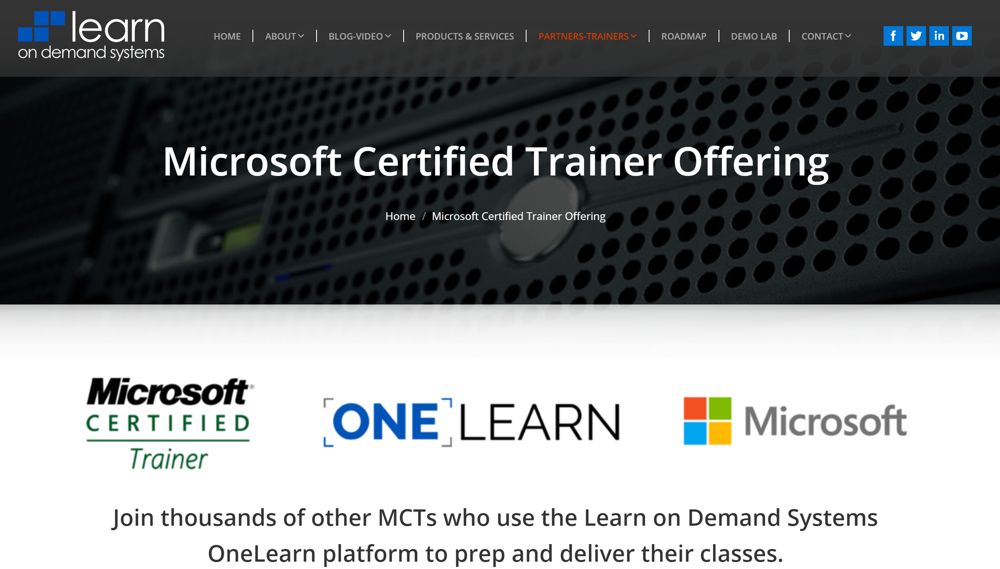 learn
on demand systems
HOME
ABOUT
BLOG-VIDEO
PRODUCTS & SERVICES
PARTNERS-TRAINERS
ROADMAP
DEMO LAB
CONTACT
Microsoft Certified Trainer Offering
Home / Microsoft Certified Trainer Offering
Microsoft®
CERTIFIED
Trainer
ONE LEARN
Microsoft
Join thousands of other MCTs who use the Learn on Demand Systems
OneLearn platform to prep and deliver their classes.